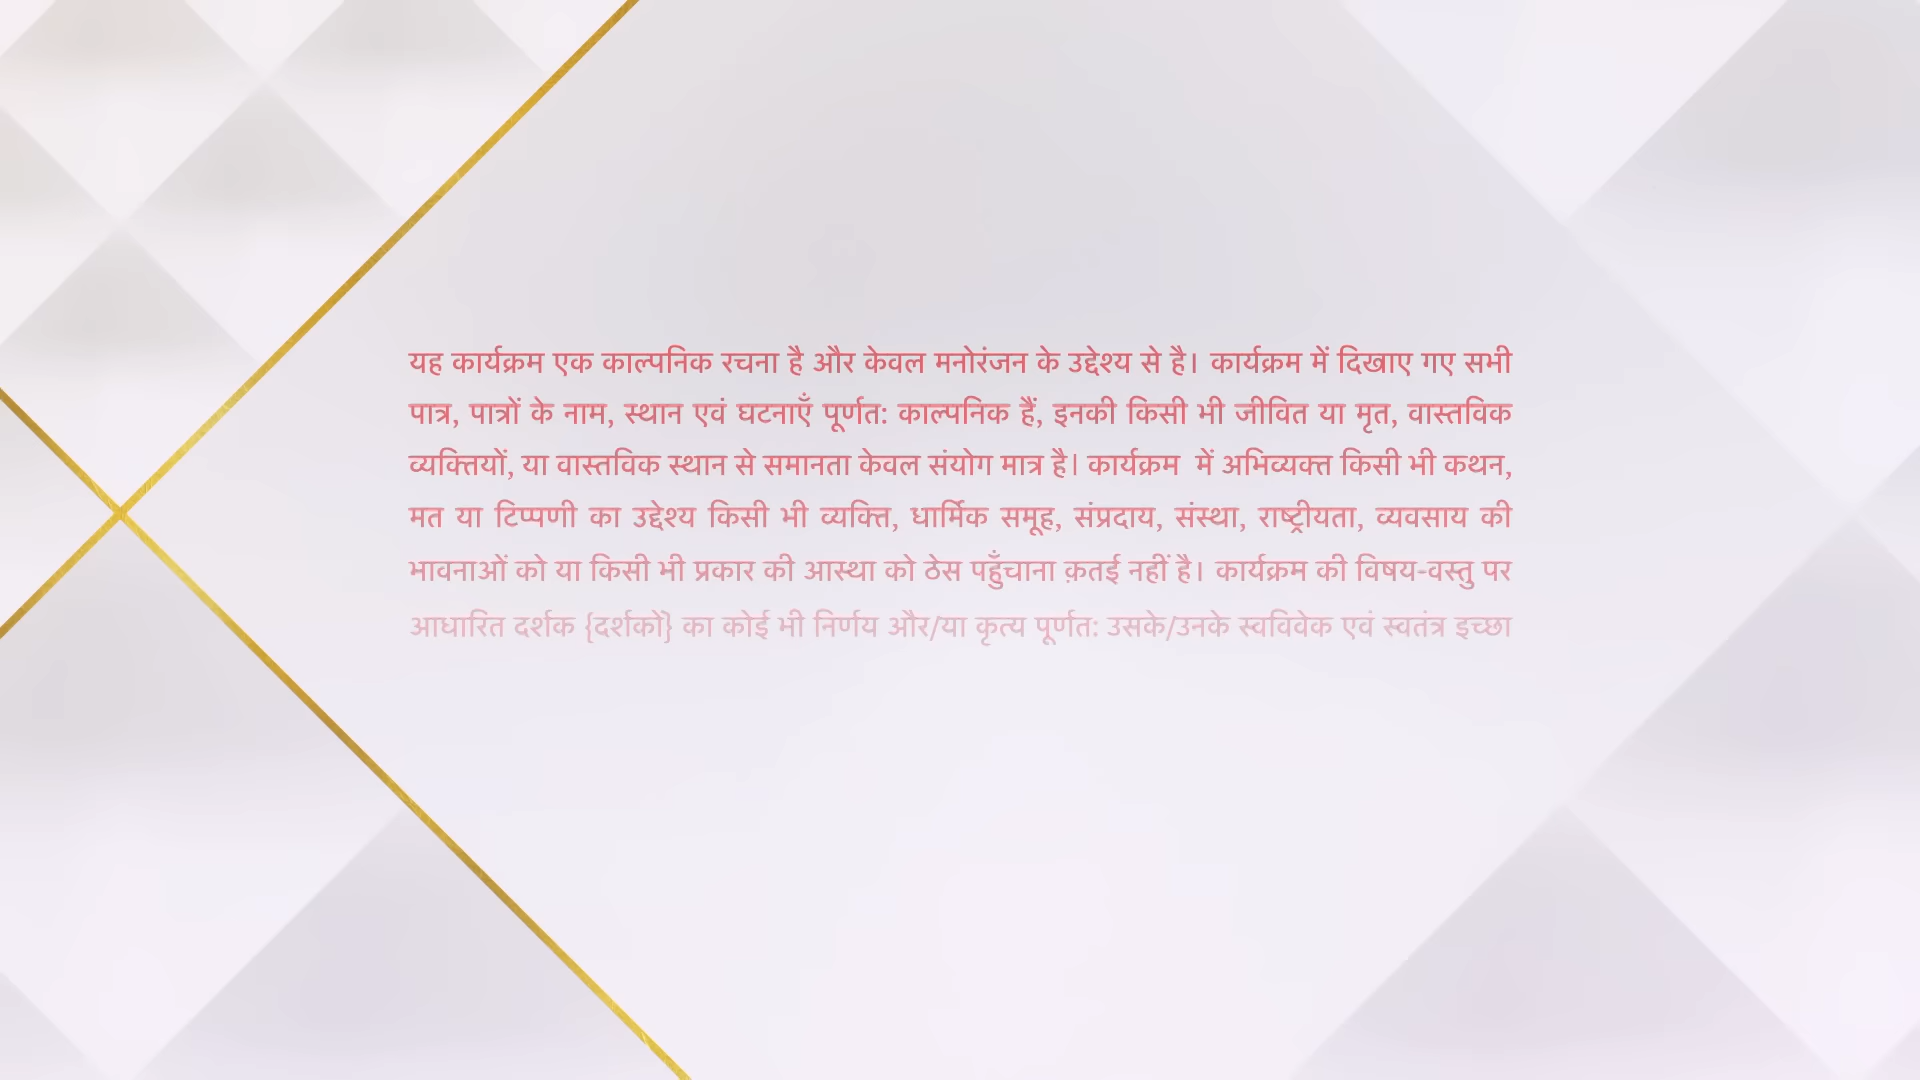 यह कार्यक्रम एक काल्पनिक रचना है और केवल मनोरंजन के उद्देश्य से है। कार्यक्रम में दिखाए गए सभी
पात्र, पात्रों के नाम, स्थान एवं घटनाएँ पूर्णत: काल्पनिक हैं, इनकी किसी भी जीवित या मृत, वास्तविक
व्यक्तियों, या वास्तविक स्थान से समानता केवल संयोग मात्र है। कार्यक्रम में अभिव्यक्त किसी भी कथन,
मत या टिप्पणी का उद्देश्य किसी भी व्यक्ति, धार्मिक समूह, संप्रदाय, संस्था, राष्ट्रीयता, व्यवसाय की
भावनाओं को या किसी भी प्रकार की आस्था को ठेस पहुँचाना क़तई नहीं है। कार्यक्रम की विषय-वस्तु पर
आधारित दर्शक {दर्शकों} का कोई भी निर्णय और/या कृत्य पूर्णत: उसके/उनके स्वविवेक एवं स्वतंत्र इच्छा